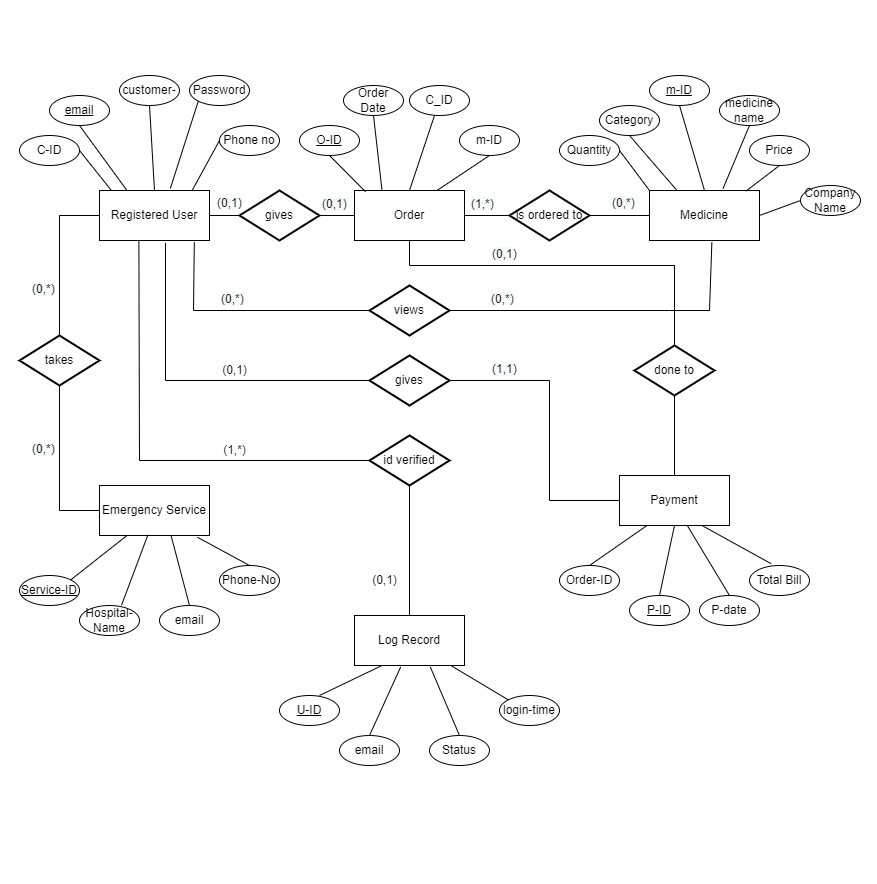 customer-
Password
email
C-ID
Phone no
Order
Date
C_ID
O-ID
m-ID
m-ID
Category
medicine
name
Quantity
Price
Company
Name
Registered User
(0,1)
gives
(0,1)
Order
(1,*)
is ordered to
(0,*)
Medicine
(0,1)
(0,*)
(0,*)
views
(0,*)
takes
(0,1)
gives
(1,1)
done to
(0,*)
(1,*)
id verified
Emergency Service
Payment
Service-ID
Hospital-
Name
email
Phone-No
Order-ID
P-ID
P-date
Total Bill
(0,1)
Log Record
U-ID
email
Status
login-time